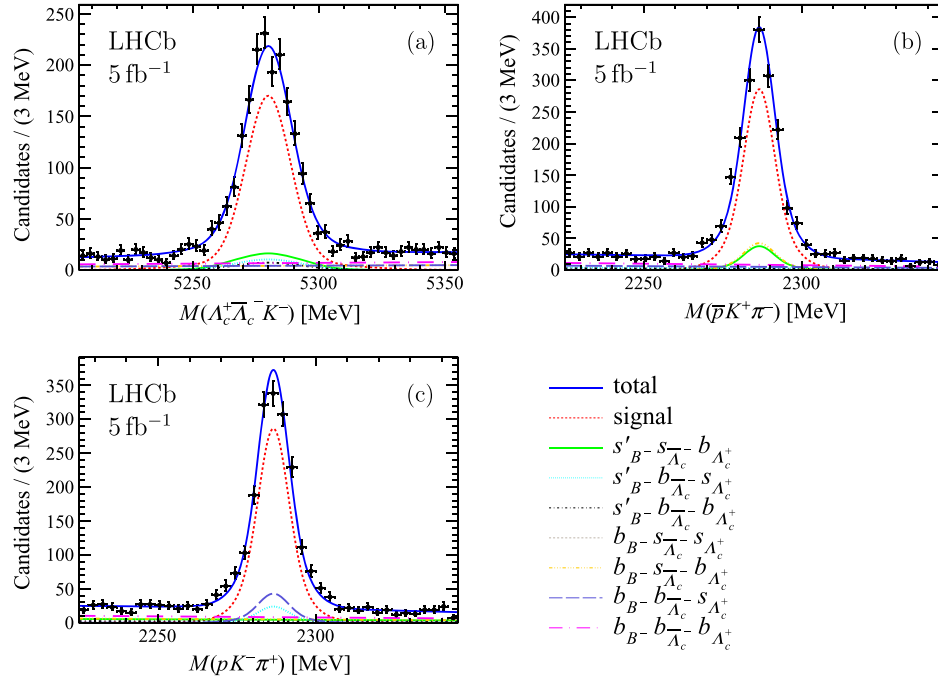 LHCb
5 fb⁻¹
(a)
Candidates / (3 MeV)
250
200
150
100
50
0
5250
5300
5350
M(Λc⁺Λ̅c⁻K⁻) [MeV]
LHCb
5 fb⁻¹
(b)
Candidates / (3 MeV)
400
350
300
250
200
150
100
50
0
2250
2300
M(p̅K⁺π⁻) [MeV]
LHCb
5 fb⁻¹
(c)
Candidates / (3 MeV)
350
300
250
200
150
100
50
0
2250
2300
M(pK⁻π⁺) [MeV]
total
signal
s′B⁻ sΛ̅c⁻ bΛc⁺
s′B⁻ bΛ̅c⁻ sΛc⁺
s′B⁻ bΛ̅c⁻ bΛc⁺
bB⁻ sΛ̅c⁻ sΛc⁺
bB⁻ sΛ̅c⁻ bΛc⁺
bB⁻ bΛ̅c⁻ sΛc⁺
bB⁻ bΛ̅c⁻ bΛc⁺